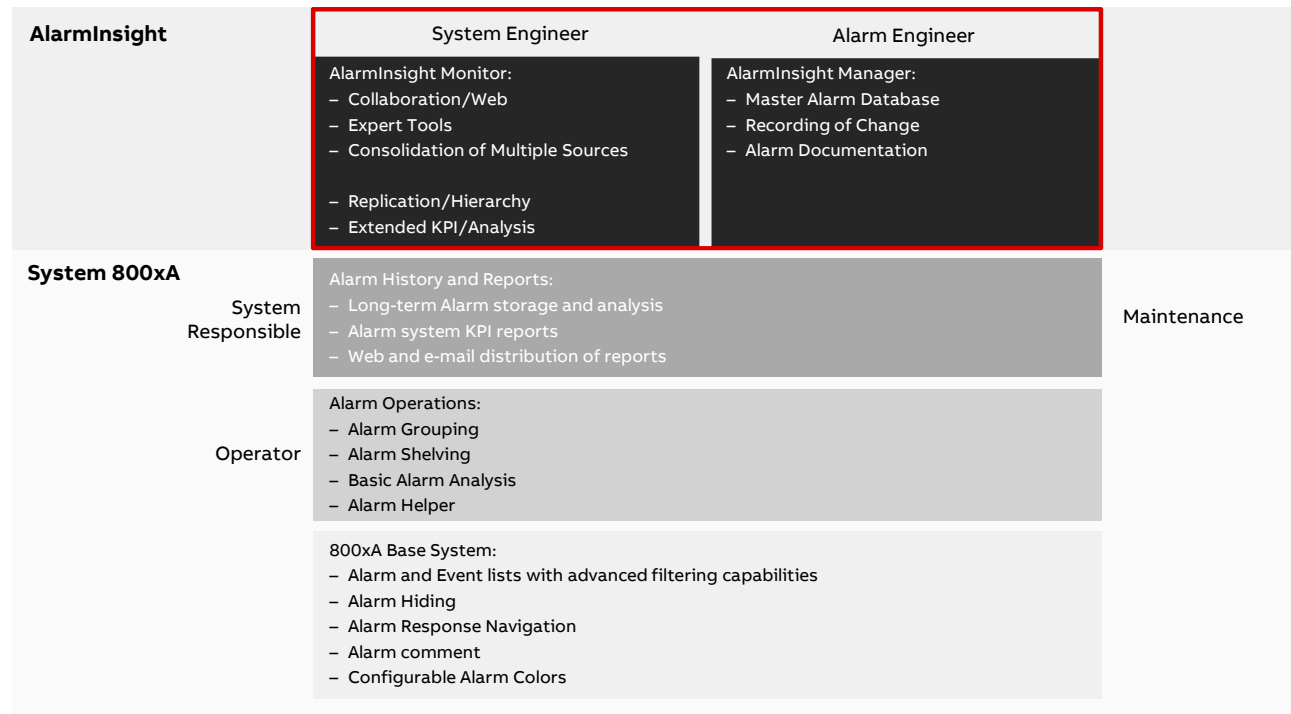 AlarmInsight
System Engineer
Alarm Engineer
AlarmInsight Monitor:
– Collaboration/Web
– Expert Tools
– Consolidation of Multiple Sources
– Replication/Hierarchy
– Extended KPI/Analysis
AlarmInsight Manager:
– Master Alarm Database
– Recording of Change
– Alarm Documentation
System 800xA
System
Responsible
Alarm History and Reports:
– Long-term Alarm storage and analysis
– Alarm system KPI reports
– Web and e-mail distribution of reports
Maintenance
Operator
Alarm Operations:
– Alarm Grouping
– Alarm Shelving
– Basic Alarm Analysis
– Alarm Helper
800xA Base System:
– Alarm and Event lists with advanced filtering capabilities
– Alarm Hiding
– Alarm Response Navigation
– Alarm comment
– Configurable Alarm Colors